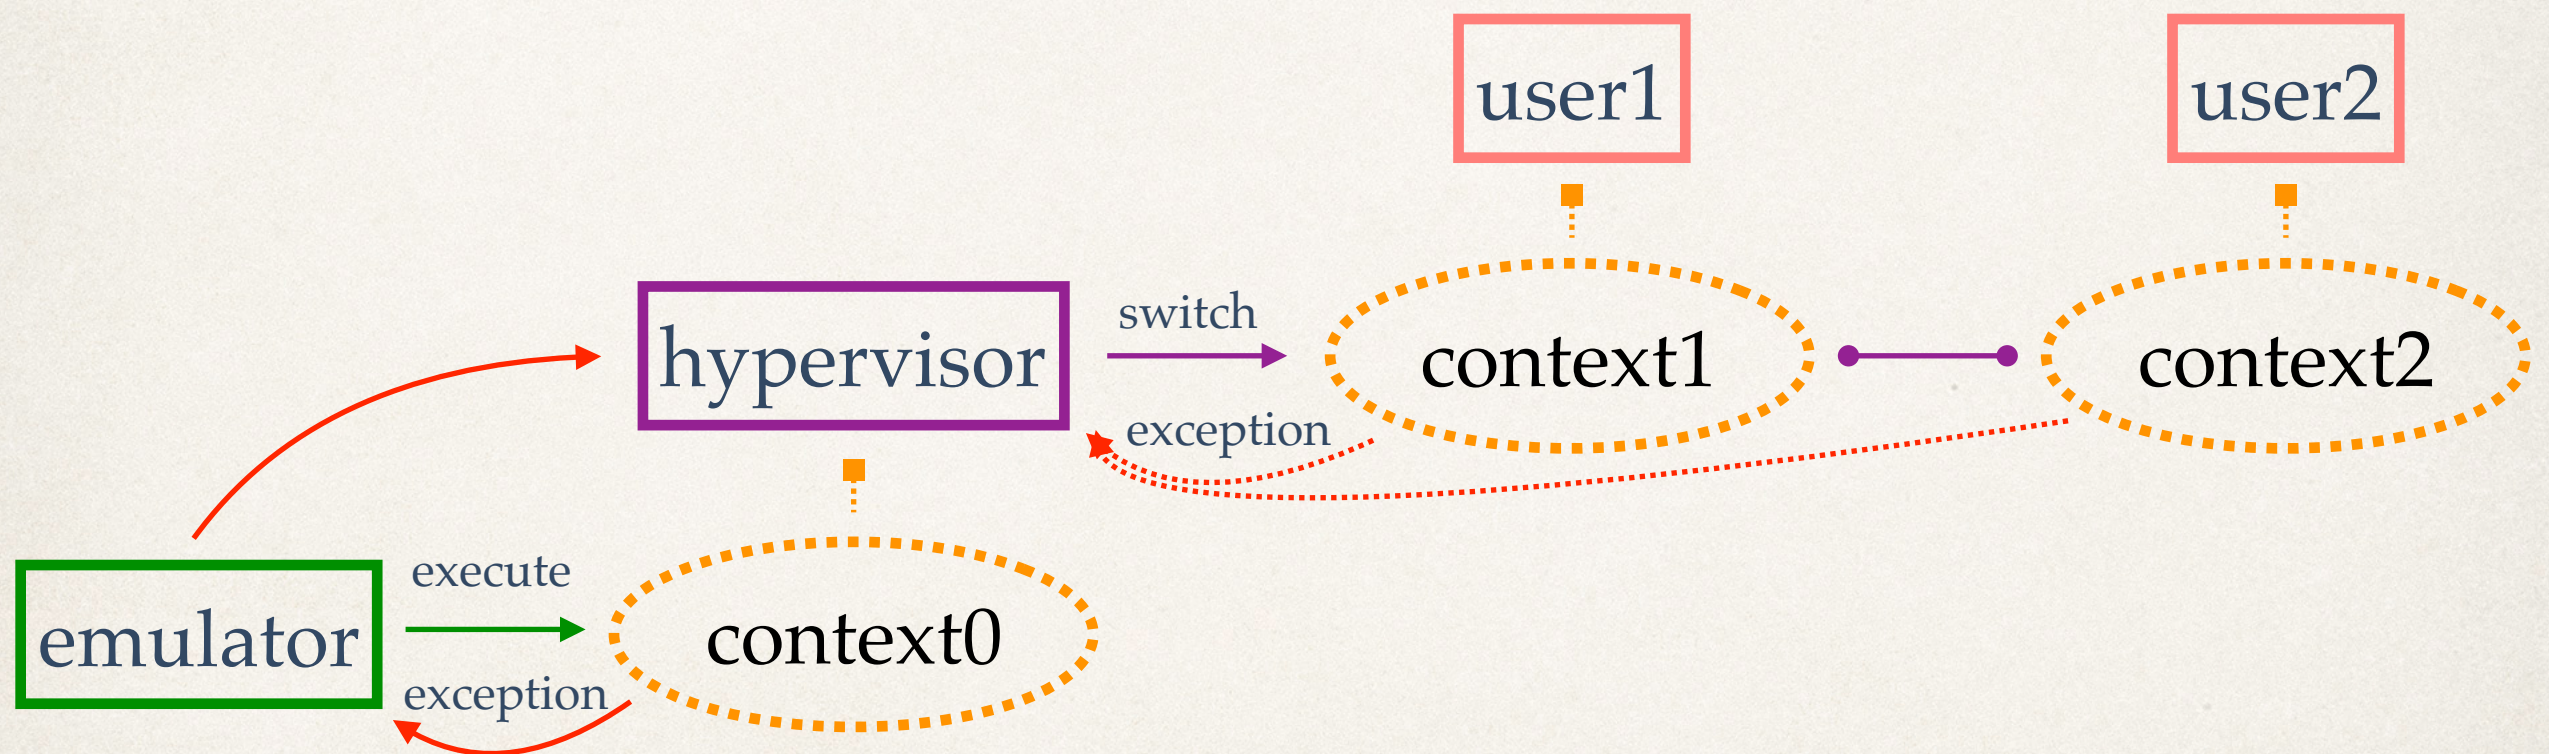 user1
user2
switch
hypervisor
context1
context2
exception
execute
emulator
context0
exception